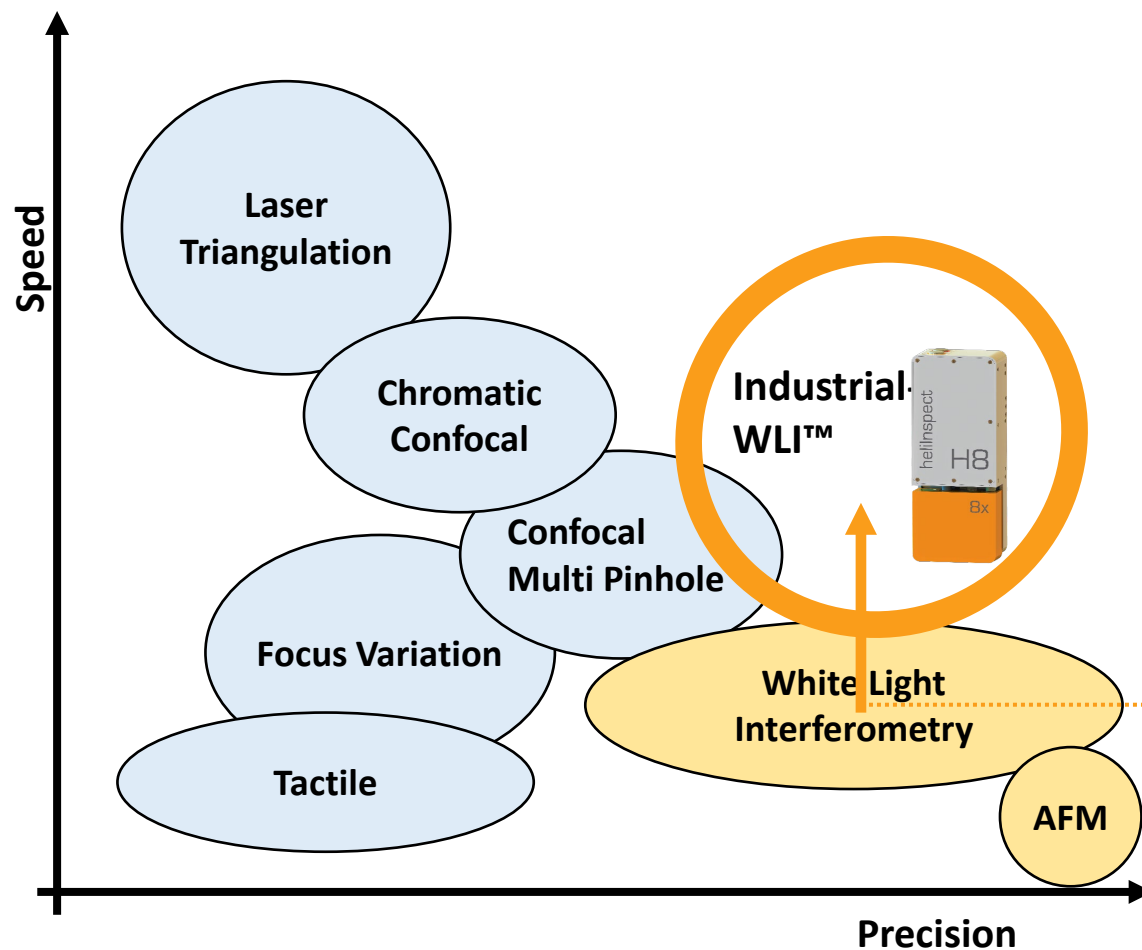 Speed
Laser
Triangulation
Chromatic
Confocal
Industrial-
WLI™
heliInspect
H8
8x
Confocal
Multi Pinhole
Focus Variation
White Light
Interferometry
Tactile
AFM
Precision